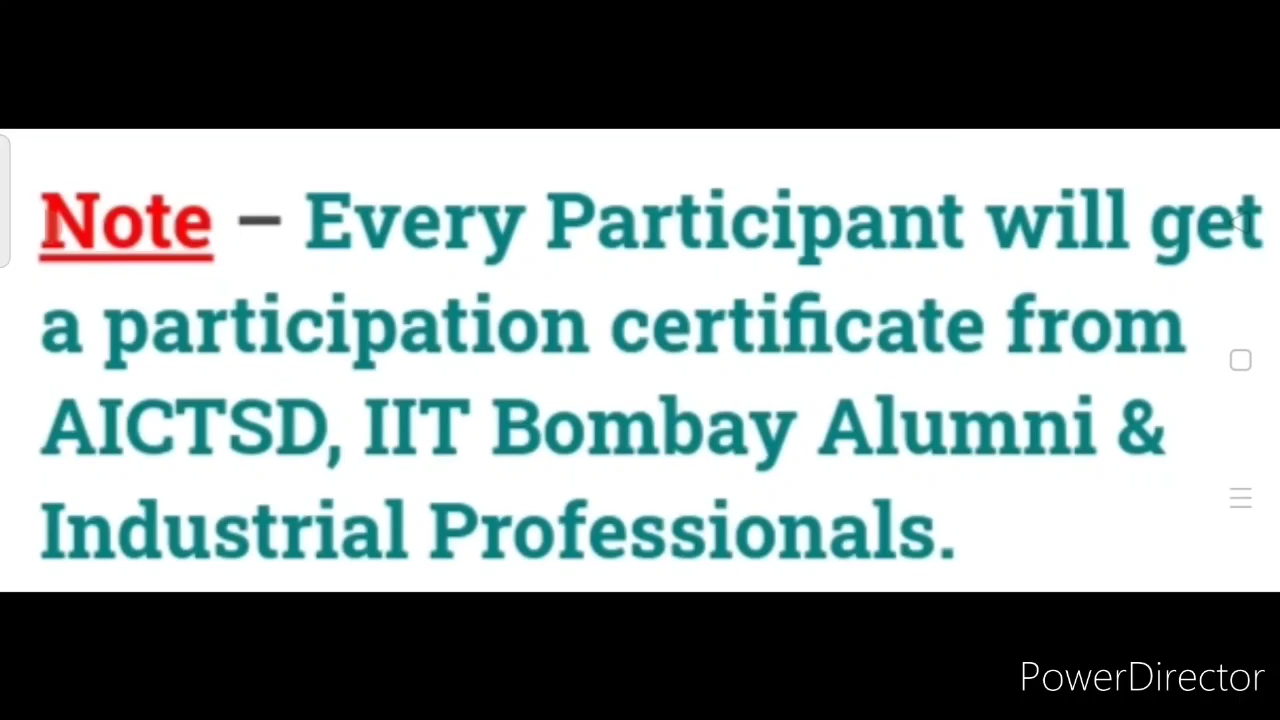 Note – Every Participant will get
a participation certificate from
AICTSD, IIT Bombay Alumni &
Industrial Professionals.
PowerDirector